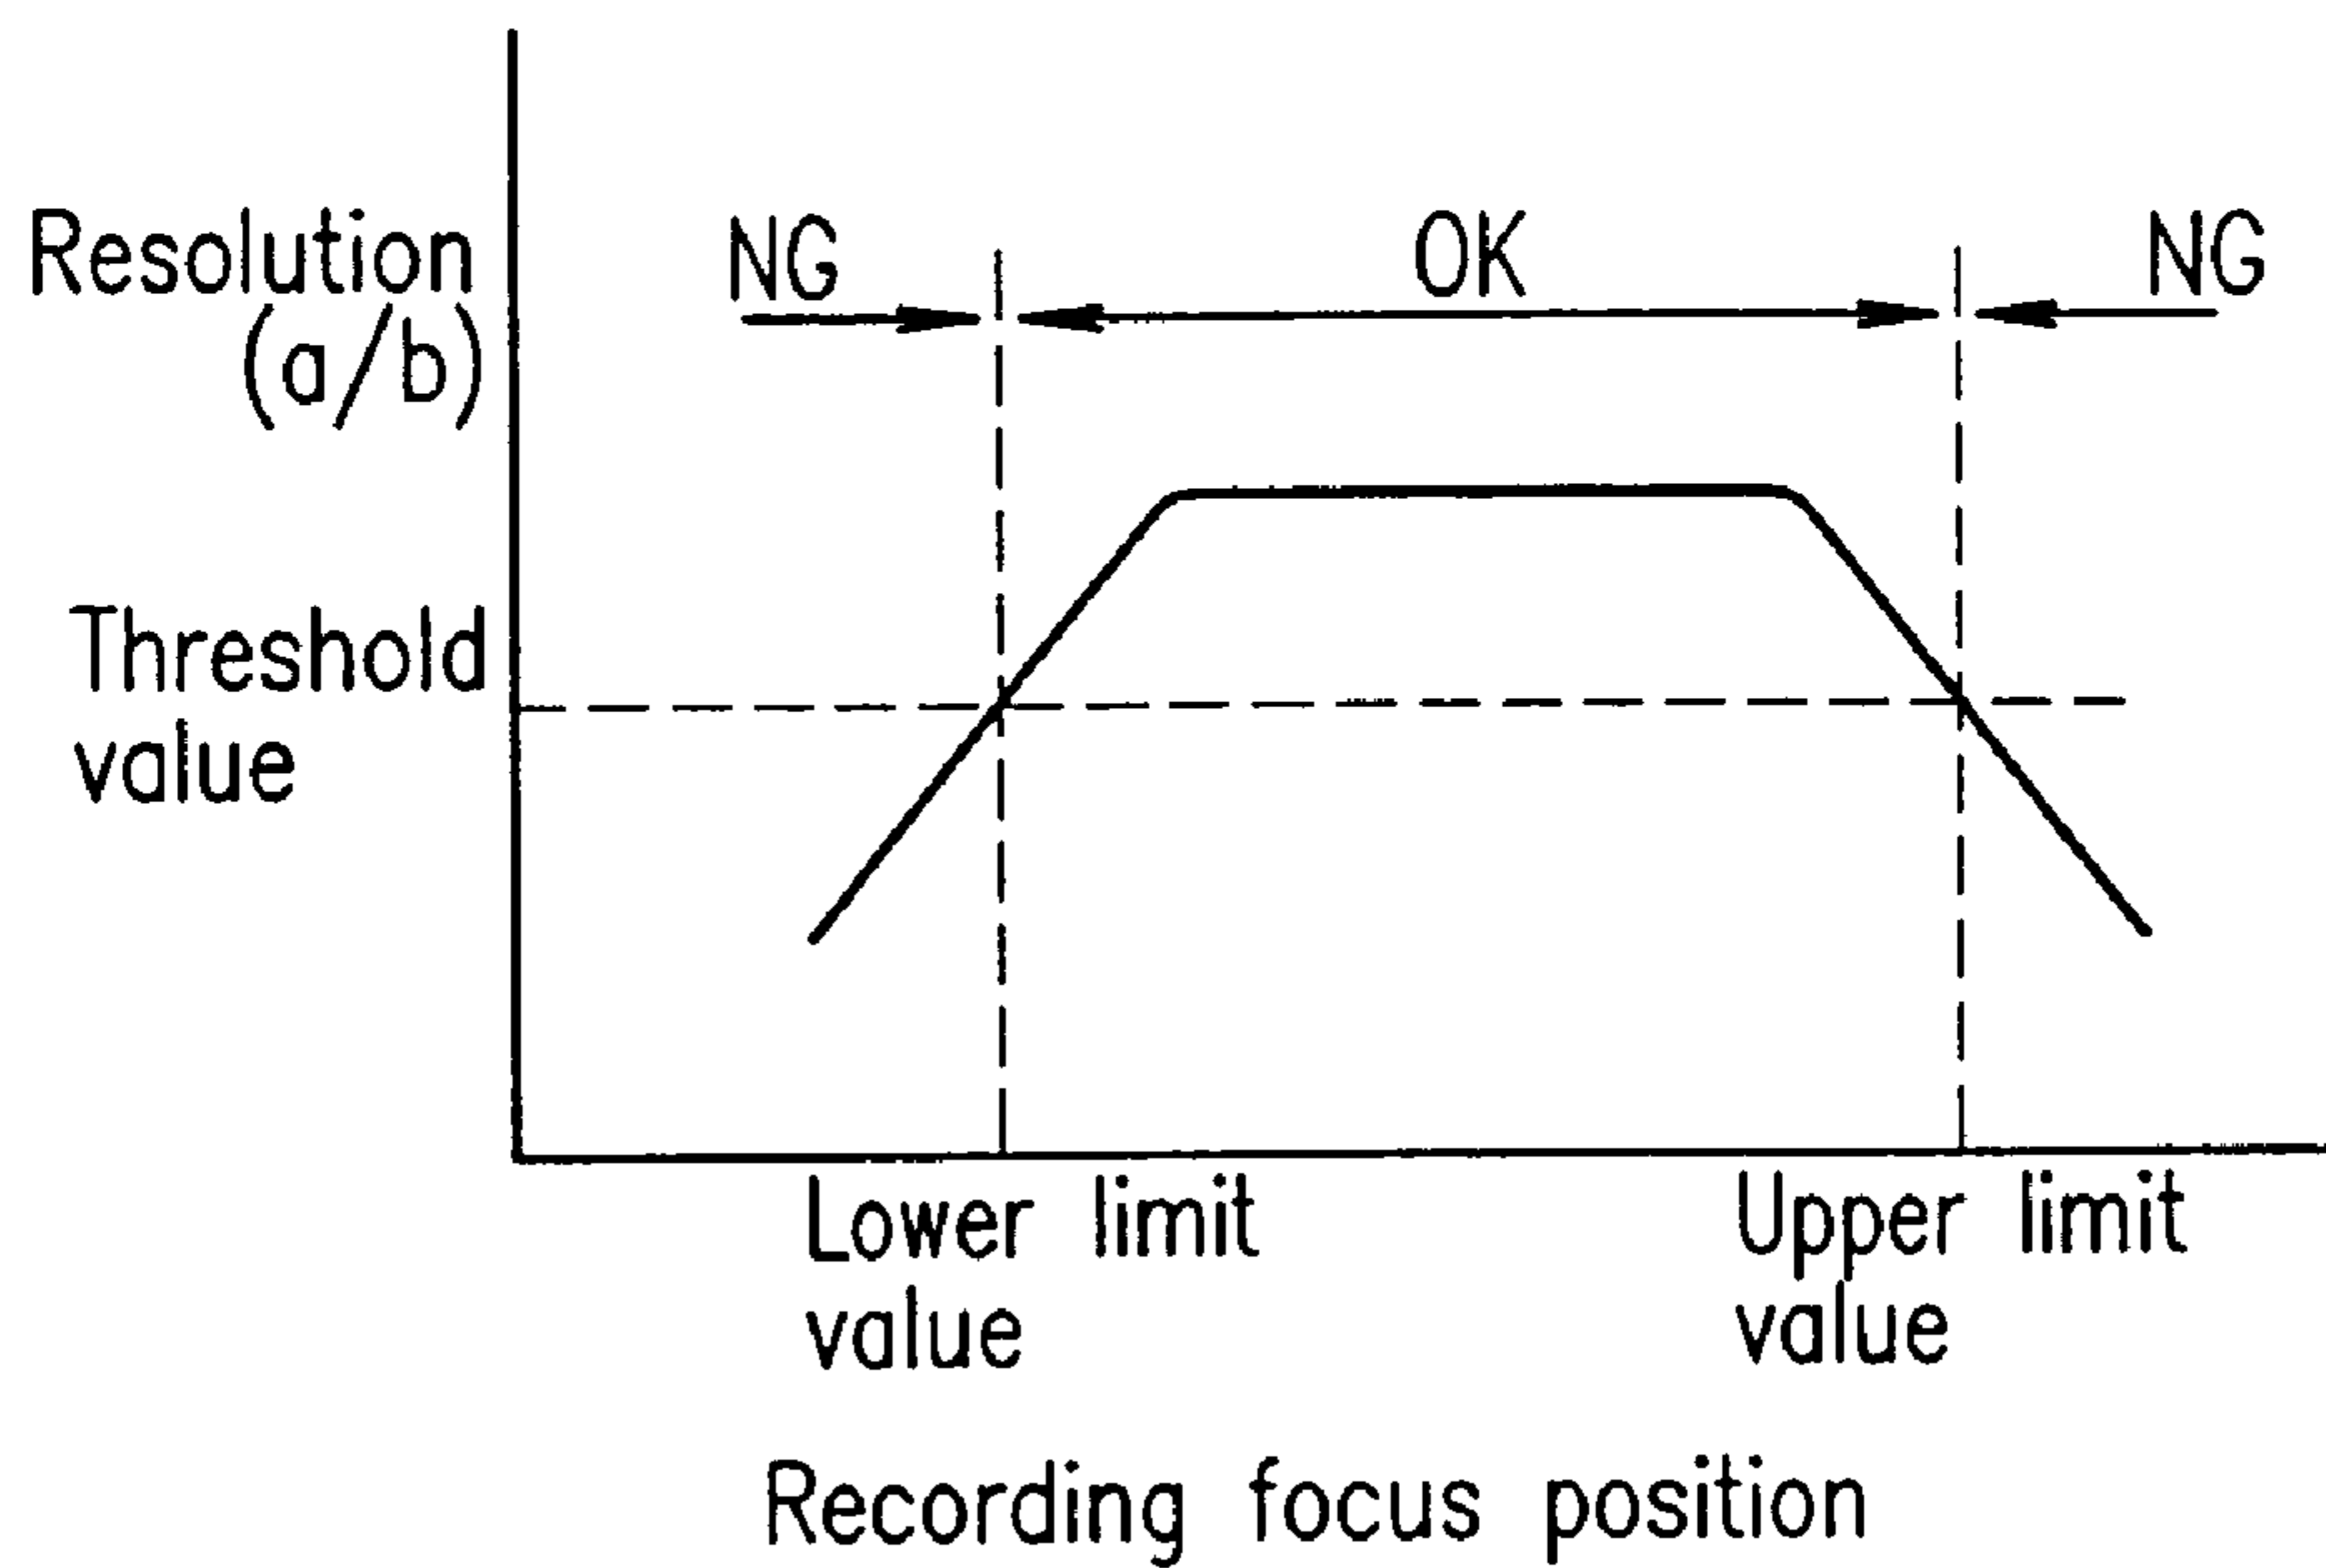 Resolution
(a/b)
NG
OK
NG
Threshold
value
Lower limit
value
Upper limit
value
Recording focus position